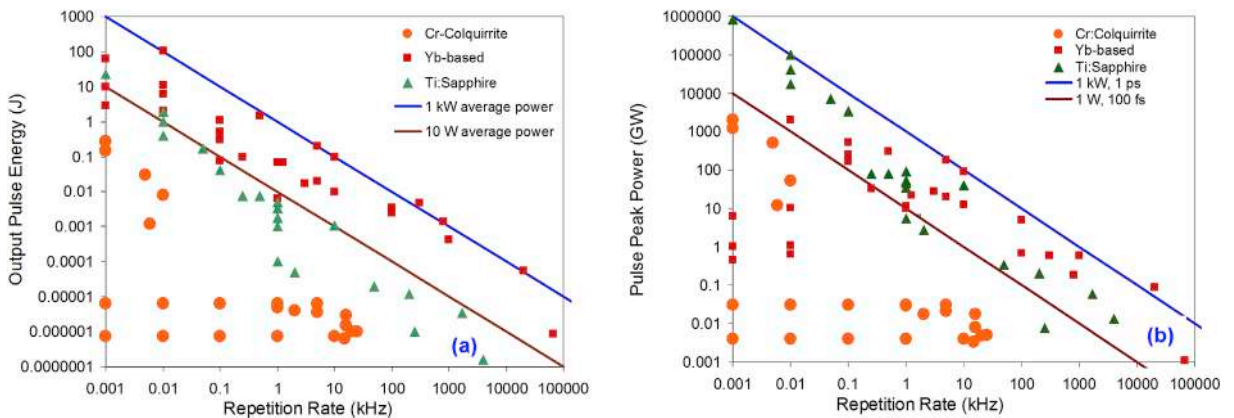 1000
100
10
1
0.1
0.01
0.001
0.0001
0.00001
0.000001
0.0000001
Output Pulse Energy (J)
Cr-Colquirrite
Yb-based
Ti:Sapphire
1 kW average power
10 W average power
(a)
0.001 0.01 0.1 1 10 100 1000 10000 100000
Repetition Rate (kHz)
1000000
100000
10000
1000
100
10
1
0.1
0.01
0.001
Pulse Peak Power (GW)
Cr:Colquirrite
Yb-based
Ti:Sapphire
1 kW, 1 ps
1 W, 100 fs
(b)
0.001 0.01 0.1 1 10 100 1000 10000 100000
Repetition Rate (kHz)